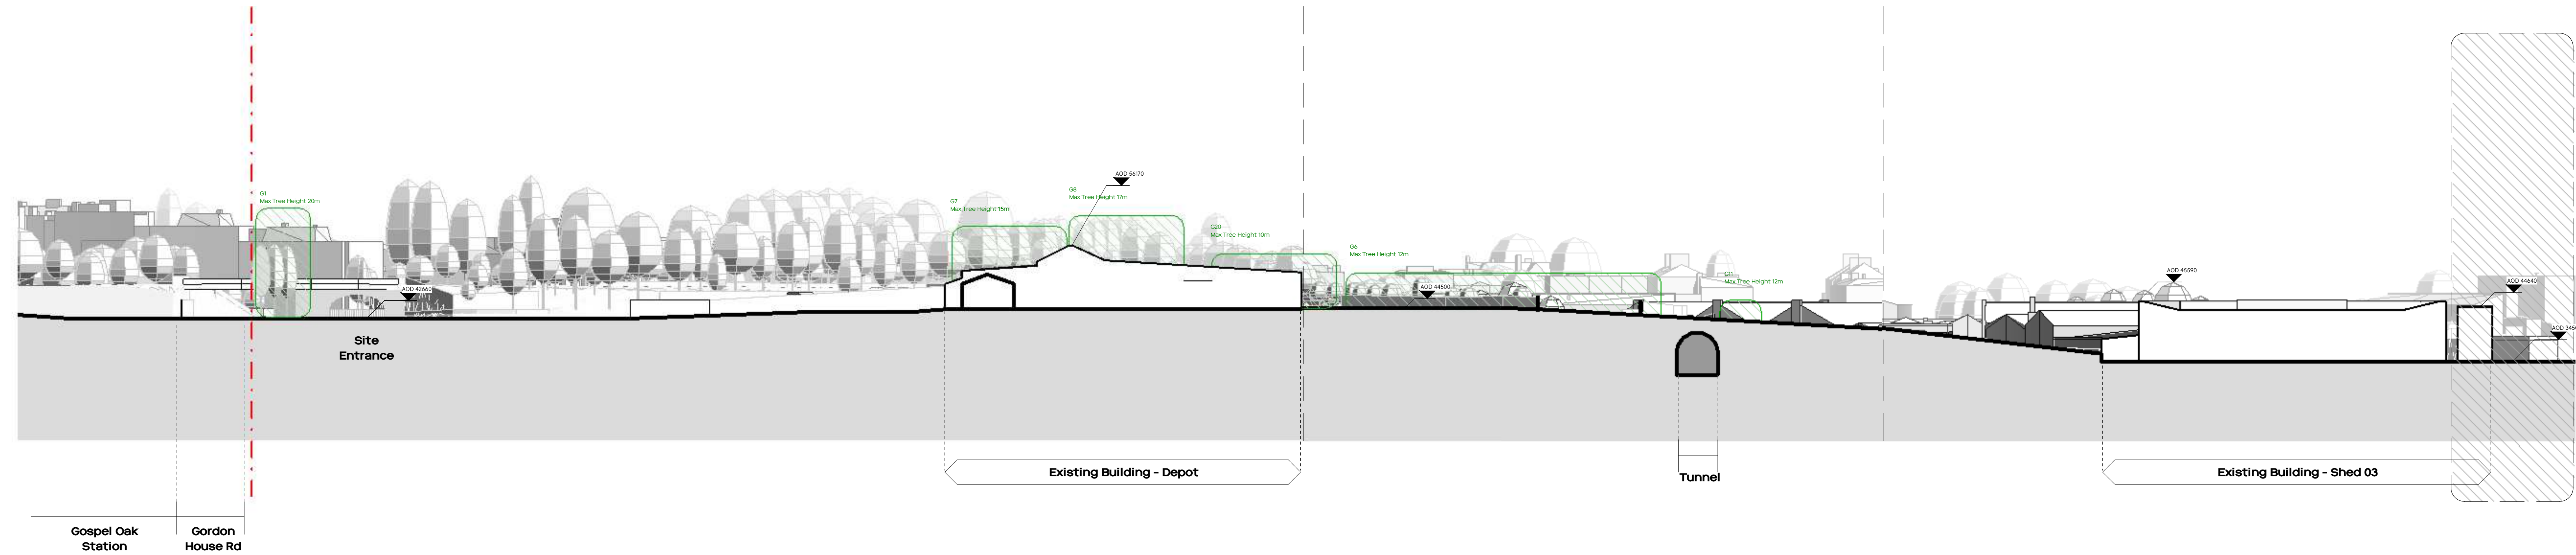 AOD 56170
G8
Max Tree Height 17m
G1
Max Tree Height 20m
G7
Max Tree Height 15m
G20
Max Tree Height 10m
G6
Max Tree Height 12m
G11
Max Tree Height 12m
AOD 45590
AOD 44640
AOD 42660
AOD 44500
Site
Entrance
Existing Building - Depot
Tunnel
Existing Building - Shed 03
Gospel Oak
Station
Gordon
House Rd